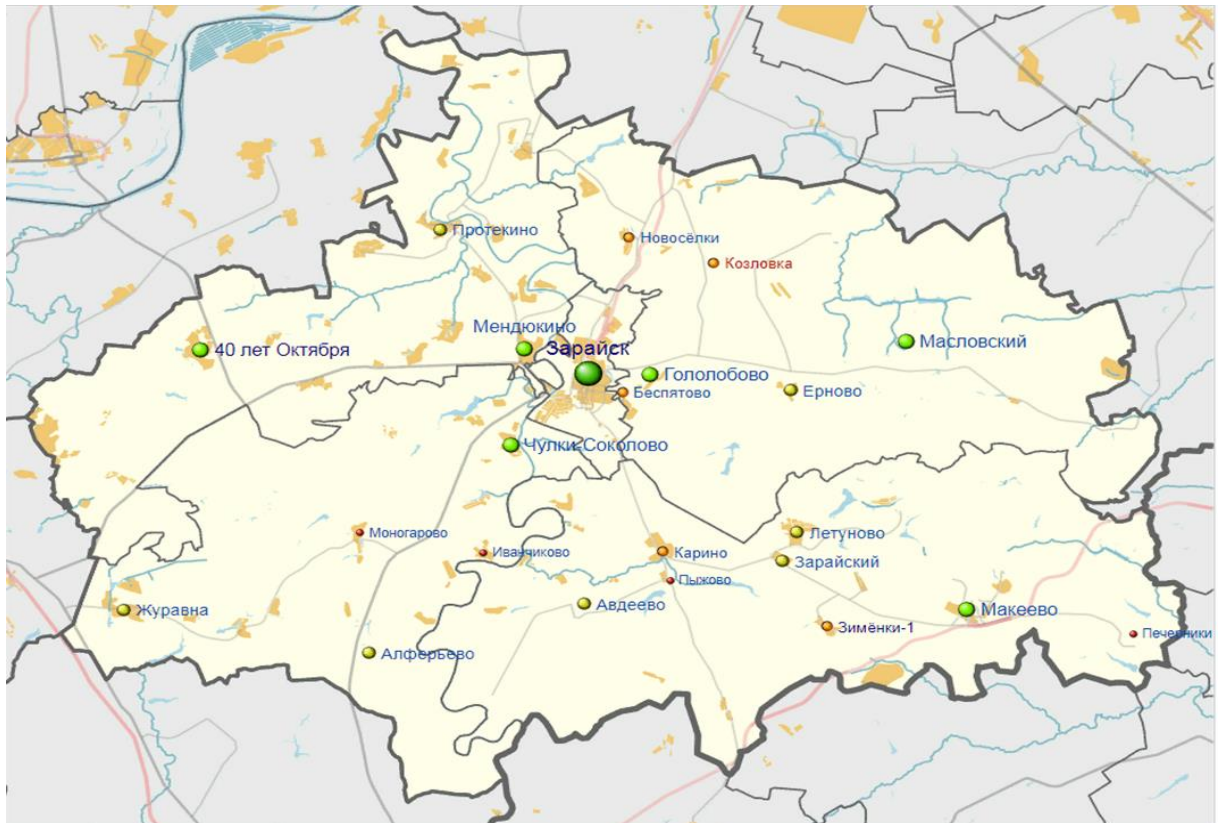 Протекино
Новосёлки
Козловка
Мендюкино
Масловский
40 лет Октября
Зарайск
Гололобово
Беспятово
Ерново
Чулки-Соколово
Моногарово
Летуново
Иванчиково
Карино
Зарайский
Пыжово
Авдеево
Журавна
Макеево
Зимёнки-1
Печерники
Алферьево